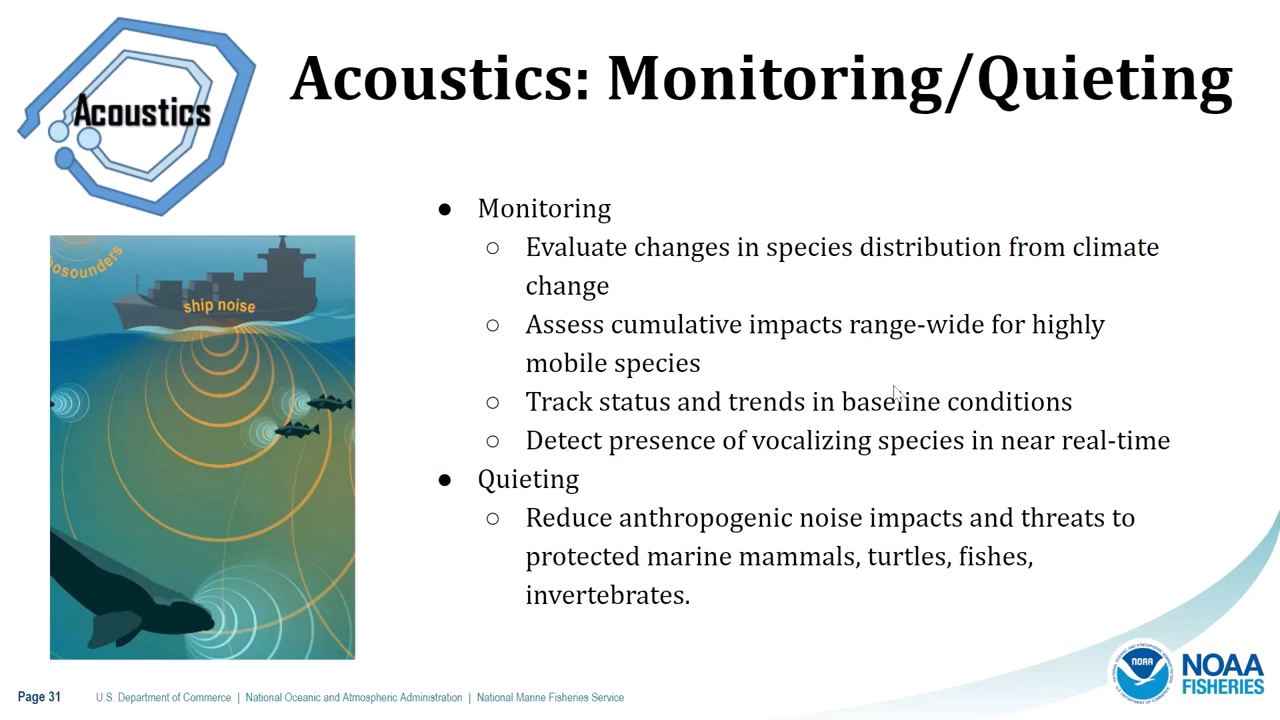 Acoustics
Acoustics: Monitoring/Quieting
● Monitoring
○ Evaluate changes in species distribution from climate
change
○ Assess cumulative impacts range-wide for highly
mobile species
○ Track status and trends in baseline conditions
○ Detect presence of vocalizing species in near real-time
● Quieting
○ Reduce anthropogenic noise impacts and threats to
protected marine mammals, turtles, fishes,
invertebrates.
osounders
ship noise
NOAA
NOAA
FISHERIES
Page 31
U.S. Department of Commerce | National Oceanic and Atmospheric Administration | National Marine Fisheries Service